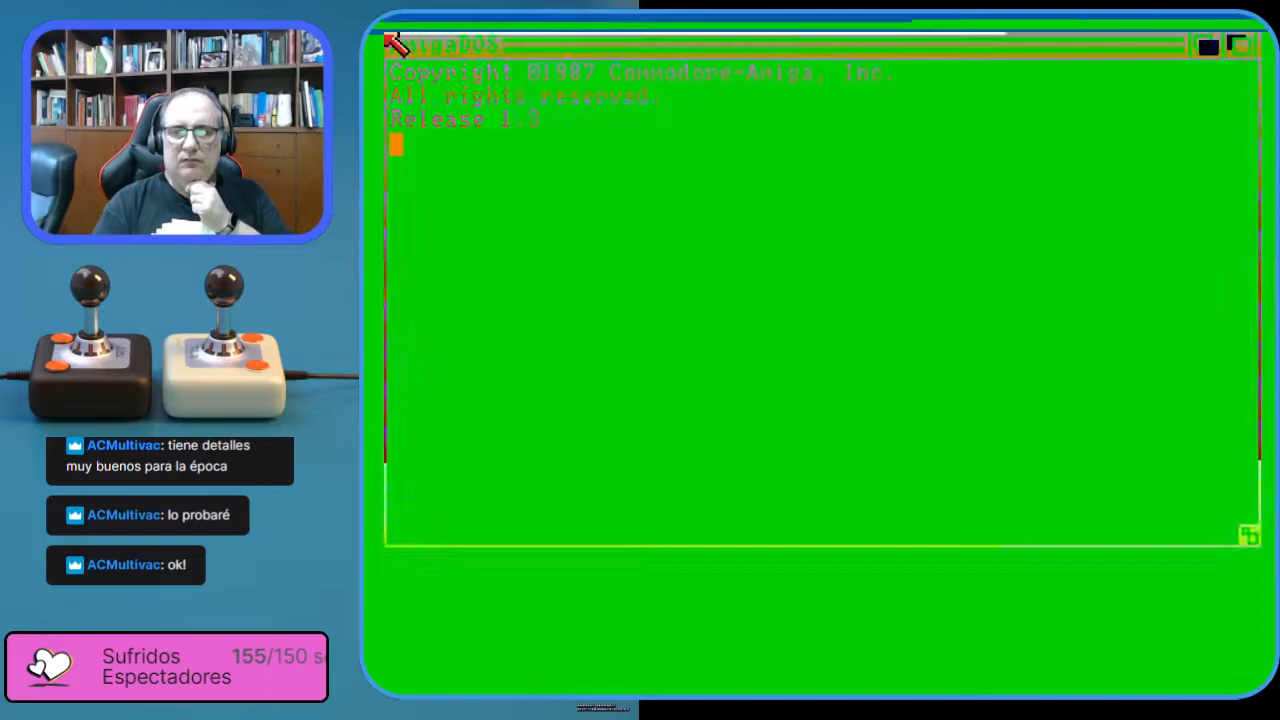 AmigaDOS
Copyright ©1987 Commodore-Amiga, Inc.
All rights reserved.
Release 1.3
ACMultivac: tiene detalles
muy buenos para la época
ACMultivac: lo probaré
ACMultivac: ok!
Sufridos 155/150 s
Espectadores